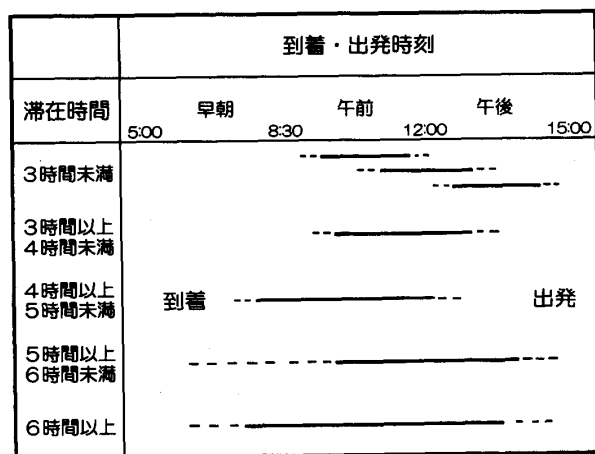 到着・出発時刻
滞在時間
早朝 午前 午後
5:00 8:30 12:00 15:00
3時間未満
3時間以上
4時間未満
4時間以上
5時間未満
到着 出発
5時間以上
6時間未満
6時間以上